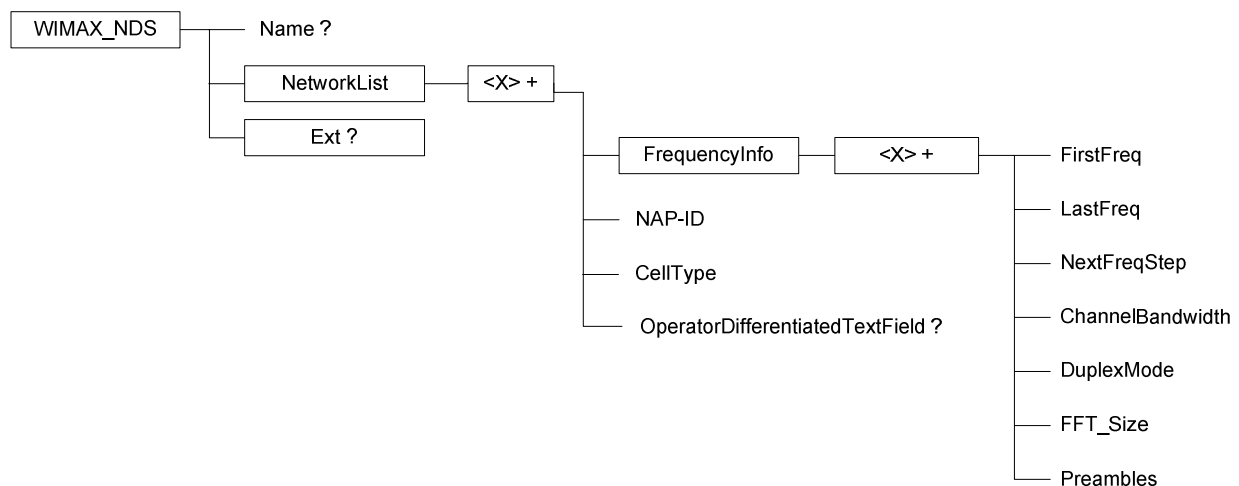 WIMAX_NDS
Name ?
NetworkList
<X> +
Ext ?
FrequencyInfo
<X> +
FirstFreq
LastFreq
NAP-ID
NextFreqStep
CellType
ChannelBandwidth
OperatorDifferentiatedTextField ?
DuplexMode
FFT_Size
Preambles